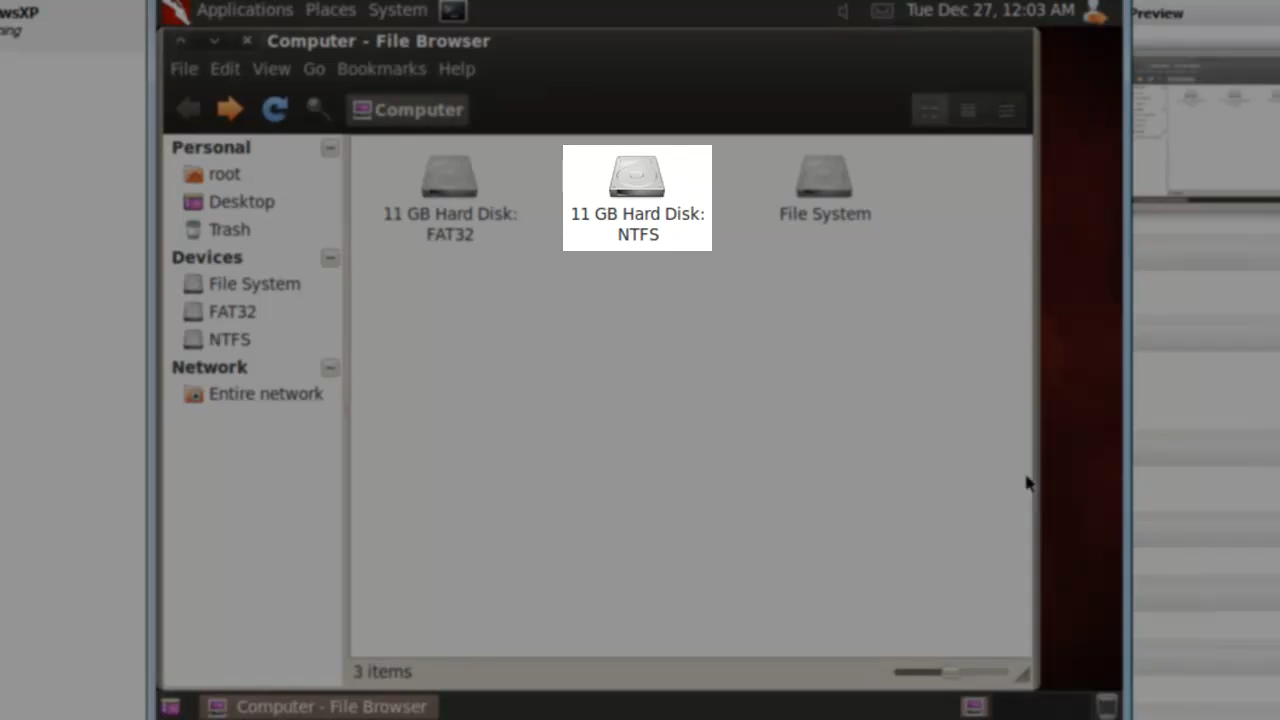 wsXP
ning
Applications Places System
Tue Dec 27, 12:03 AM
Preview
Computer - File Browser
File Edit View Go Bookmarks Help
Computer
Personal
root
Desktop
Trash
Devices
File System
FAT32
NTFS
Network
Entire network
11 GB Hard Disk:
FAT32
11 GB Hard Disk:
NTFS
File System
3 items
Computer - File Browser